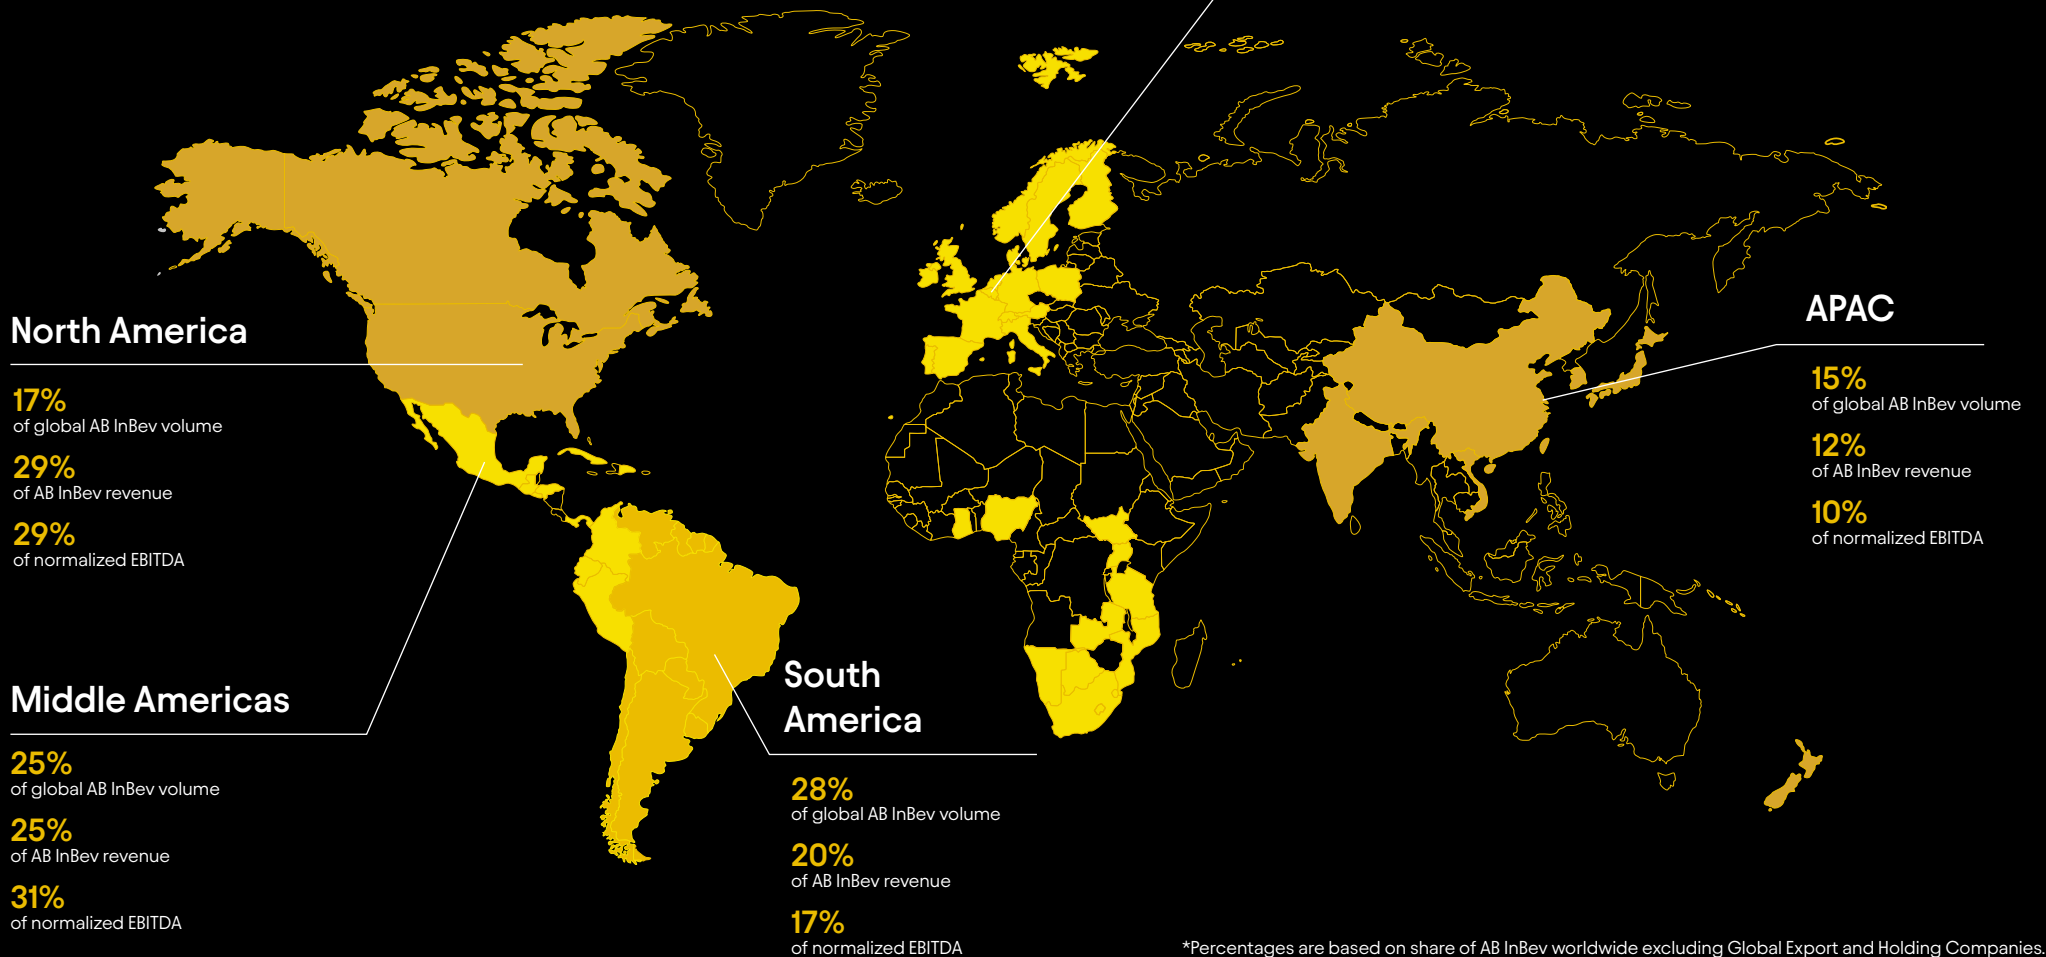 North America
17%
of global AB InBev volume
29%
of AB InBev revenue
29%
of normalized EBITDA
Middle Americas
25%
of global AB InBev volume
25%
of AB InBev revenue
31%
of normalized EBITDA
South
America
28%
of global AB InBev volume
20%
of AB InBev revenue
17%
of normalized EBITDA
APAC
15%
of global AB InBev volume
12%
of AB InBev revenue
10%
of normalized EBITDA
*Percentages are based on share of AB InBev worldwide excluding Global Export and Holding Companies.